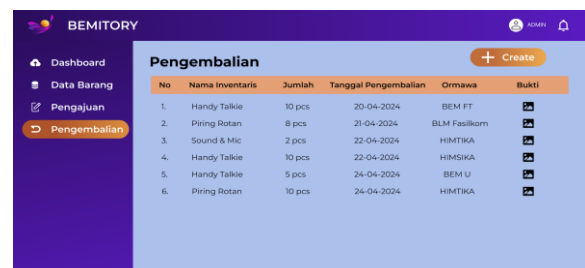 BEMITORY
ADMIN
Dashboard
Data Barang
Pengajuan
Pengembalian
Pengembalian
Create
No Nama Inventaris Jumlah Tanggal Pengembalian Ormawa Bukti
1. Handy Talkie 10 pcs 20-04-2024 BEM FT
2. Piring Rotan 8 pcs 21-04-2024 BLM Fasilkom
3. Sound & Mic 2 pcs 22-04-2024 HIMTIKA
4. Handy Talkie 10 pcs 22-04-2024 HIMSIKA
5. Handy Talkie 5 pcs 24-04-2024 BEM U
6. Piring Rotan 10 pcs 24-04-2024 HIMTIKA